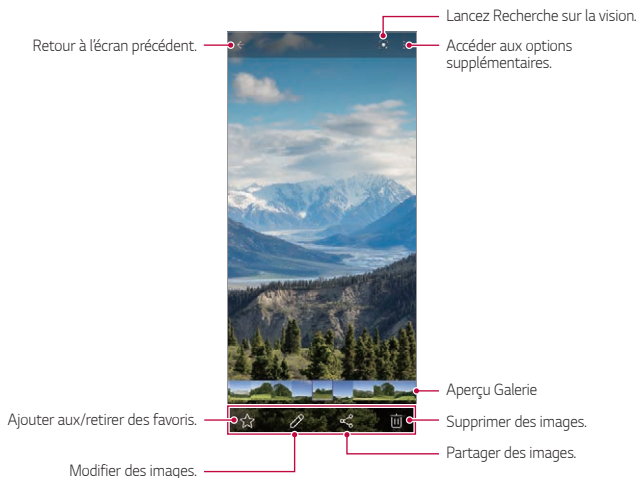 Lancez Recherche sur la vision.
Retour à l'écran précédent.
Accéder aux options
supplémentaires.
Aperçu Galerie
Ajouter aux/retirer des favoris.
Supprimer des images.
Partager des images.
Modifier des images.